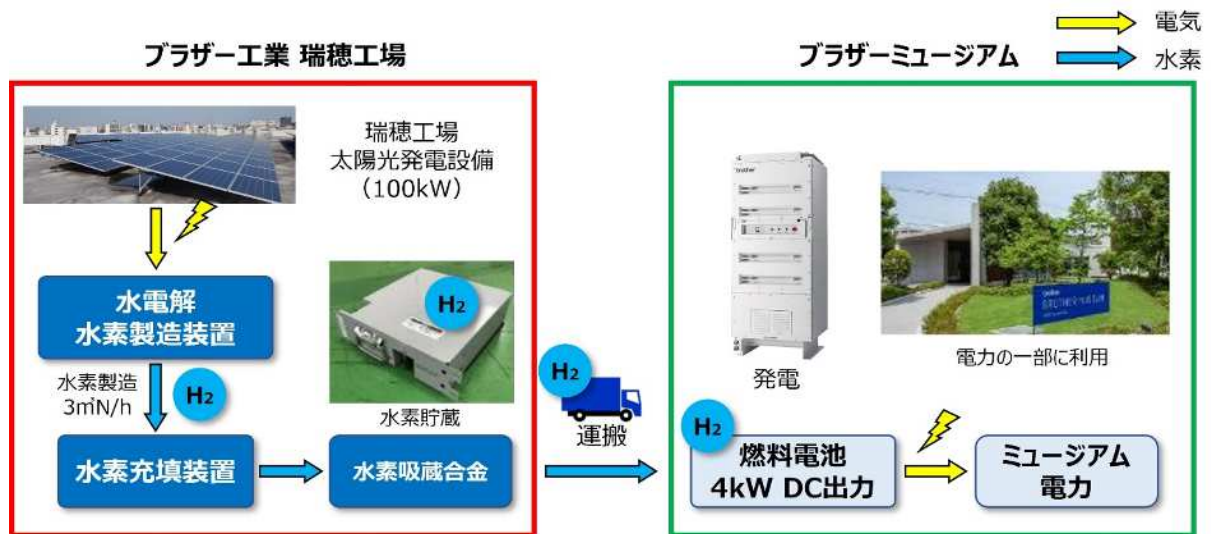 電気
水素
ブラザー工業 瑞穂工場
ブラザーミュージアム
瑞穂工場
太陽光発電設備
（100kW）
水電解
水素製造装置
水素製造
3㎥N/h
H2
水素充填装置
H2
水素貯蔵
水素吸蔵合金
H2
運搬
brother
発電
BROTHER MUSEUM
電力の一部に利用
H2
燃料電池
4kW DC出力
ミュージアム
電力